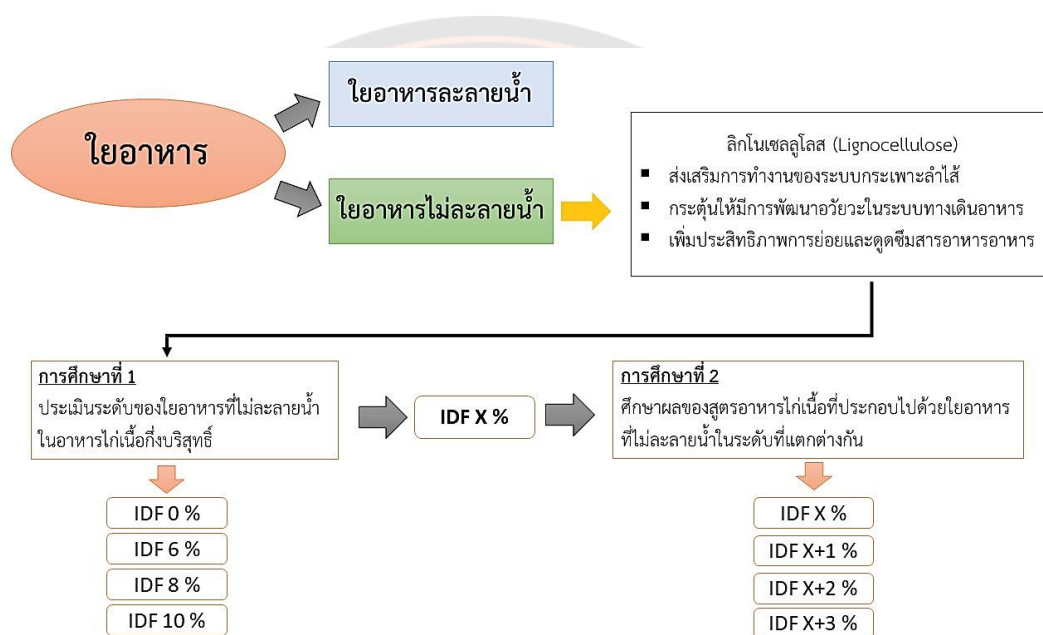 ใยอาหาร
ใยอาหารละลายน้ำ
ใยอาหารไม่ละลายน้ำ
ลิกโนเซลลูโลส (Lignocellulose)
▪ ส่งเสริมการทำงานของระบบกระเพาะลำไส้
▪ กระตุ้นให้มีการพัฒนาอวัยวะในระบบทางเดินอาหาร
▪ เพิ่มประสิทธิภาพการย่อยและดูดซึมสารอาหารอาหาร
การศึกษาที่ 1
ประเมินระดับของใยอาหารที่ไม่ละลายน้ำ
ในอาหารไก่เนื้อกึ่งบริสุทธิ์
IDF 0 %
IDF 6 %
IDF 8 %
IDF 10 %
IDF X %
การศึกษาที่ 2
ศึกษาผลของสูตรอาหารไก่เนื้อที่ประกอบไปด้วยใยอาหาร
ที่ไม่ละลายน้ำในระดับที่แตกต่างกัน
IDF X %
IDF X+1 %
IDF X+2 %
IDF X+3 %